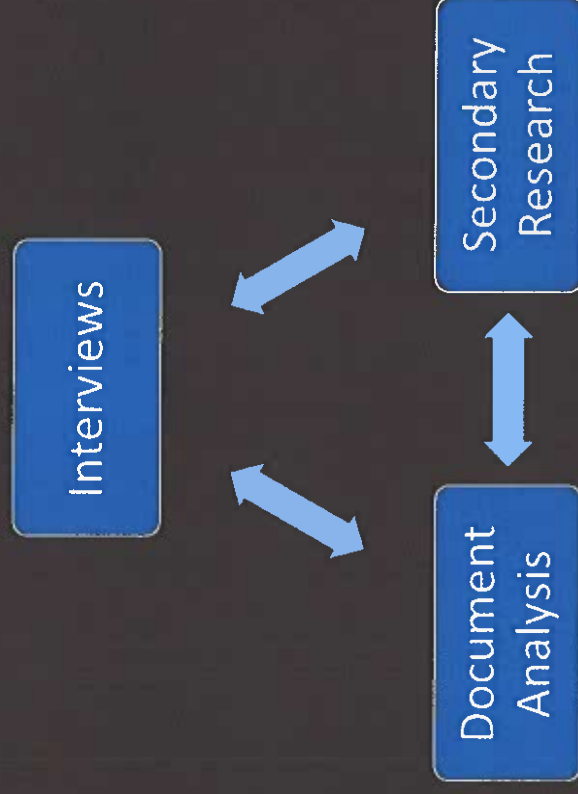 Interviews
Document
Analysis
Secondary
Research